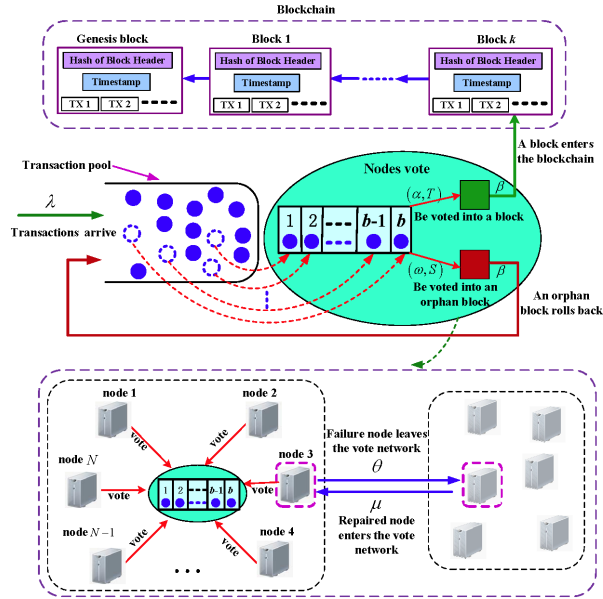 Blockchain
Genesis block
Block 1
Block k
Hash of Block Header
Hash of Block Header
Hash of Block Header
Timestamp
Timestamp
Timestamp
TX 1 TX 2
TX 1 TX 2
TX 1 TX 2
A block enters
the blockchain
Transaction pool
Nodes vote
λ
Transactions arrive
1 2 b-1 b
(α,T)
β
Be voted into a block
(ω,S)
β
Be voted into an
orphan block
An orphan
block rolls back
node 1
node 2
vote
vote
node 3
node N
vote
vote
1 2 b-1 b
node N−1
vote
vote
node 4
...
Failure node leaves
the vote network
θ
μ
Repaired node
enters the vote
network